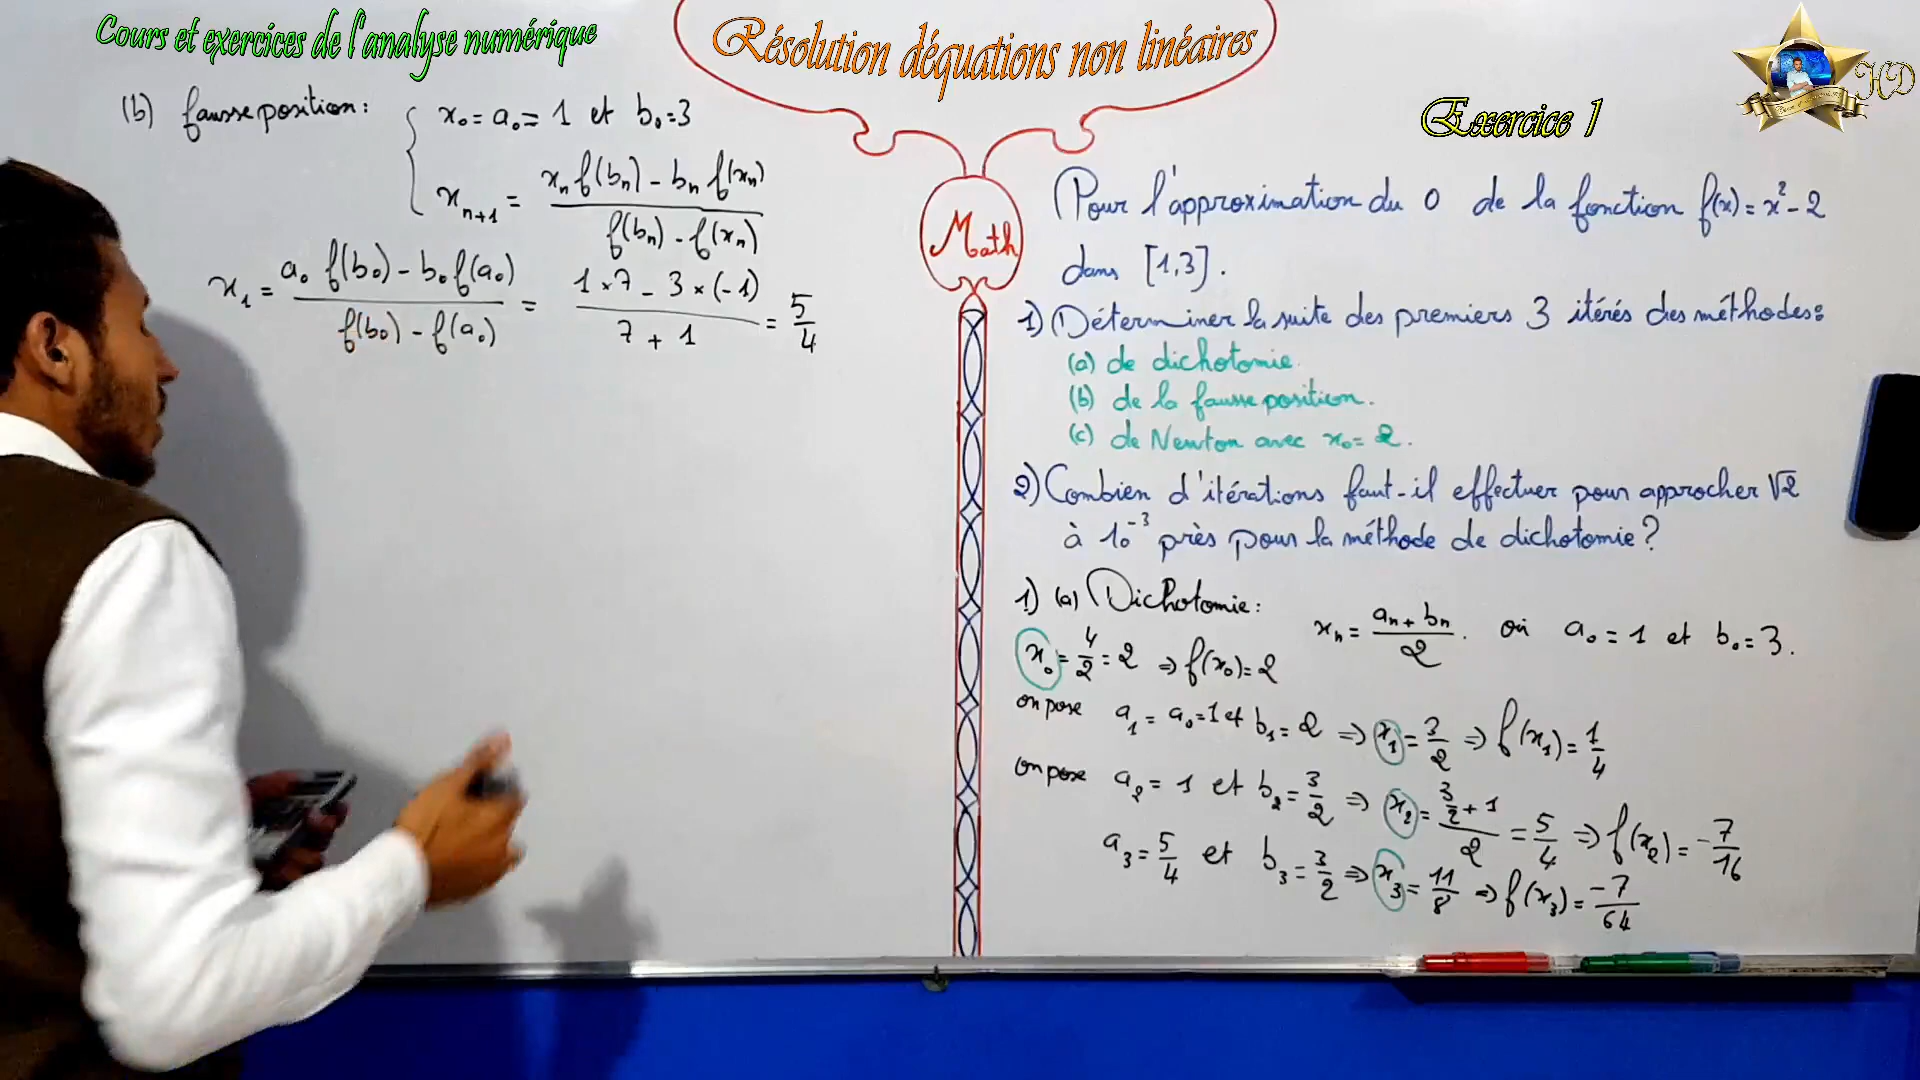 Cours et exercices de l'analyse numérique
Résolution déquations non linéaires
HD
Exercice 1
Math
(b) fausse position : { x₀ = a₀ = 1 et b₀ = 3
xₙ₊₁ = (xₙ f(bₙ) - bₙ f(xₙ)) / (f(bₙ) - f(xₙ))
x₁ = (a₀ f(b₀) - b₀ f(a₀)) / (f(b₀) - f(a₀)) = (1 × 7 - 3 × (-1)) / (7 + 1) = 5/4
Pour l'approximation du 0 de la fonction f(x) = x² - 2
dans [1,3].
1) Déterminer la suite des premiers 3 itérés des méthodes :
(a) de dichotomie.
(b) de la fausse position.
(c) de Newton avec x₀ = 2.
2) Combien d'itérations faut-il effectuer pour approcher √2
à 10⁻³ près pour la méthode de dichotomie ?
1) (a) Dichotomie :
xₙ = (aₙ + bₙ)/2 . où a₀ = 1 et b₀ = 3.
x₀ = 4/2 = 2 ⇒ f(x₀) = 2
on pose a₁ = a₀ = 1 et b₁ = 2 ⇒ x₁ = 3/2 ⇒ f(x₁) = 1/4
on pose a₂ = 1 et b₂ = 3/2 ⇒ x₂ = (3/2 + 1)/2 = 5/4 ⇒ f(x₂) = -7/16
a₃ = 5/4 et b₃ = 3/2 ⇒ x₃ = 11/8 ⇒ f(x₃) = -7/64